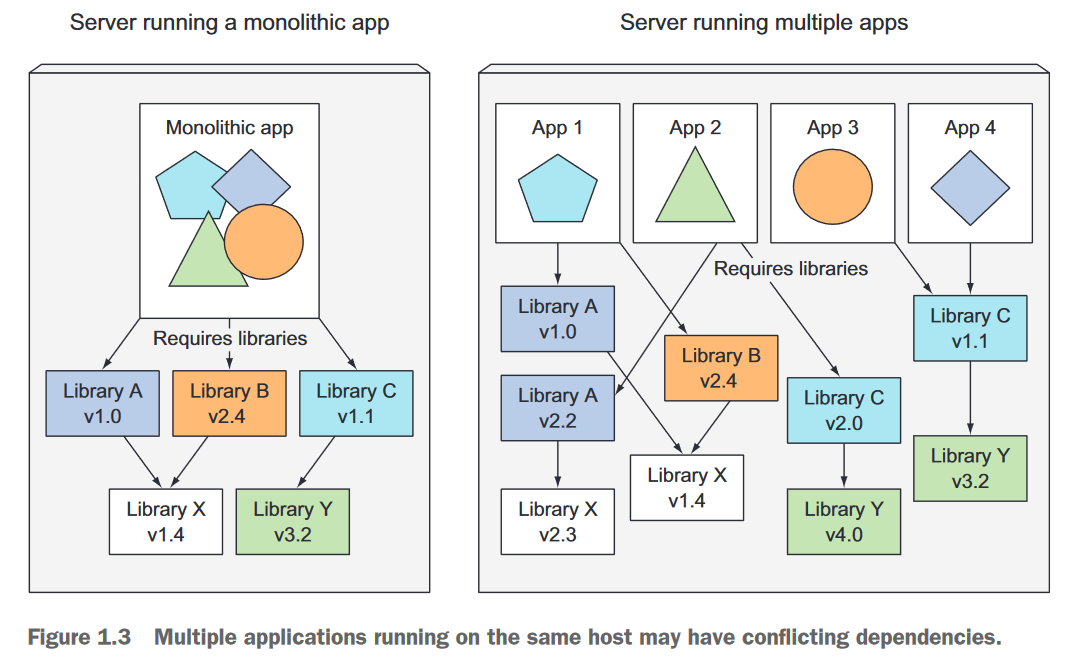 Server running a monolithic app
Monolithic app
Requires libraries
Library A
v1.0
Library B
v2.4
Library C
v1.1
Library X
v1.4
Library Y
v3.2
Server running multiple apps
App 1
App 2
App 3
App 4
Requires libraries
Library A
v1.0
Library B
v2.4
Library C
v1.1
Library A
v2.2
Library C
v2.0
Library X
v1.4
Library Y
v3.2
Library X
v2.3
Library Y
v4.0
Figure 1.3 Multiple applications running on the same host may have conflicting dependencies.